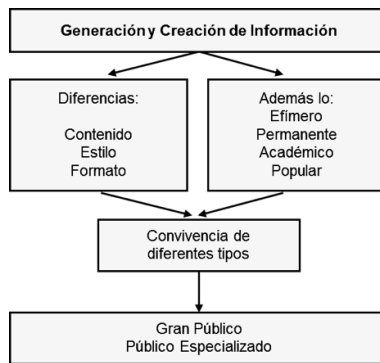 Generación y Creación de Información
Diferencias:
Contenido
Estilo
Formato
Además lo:
Efímero
Permanente
Académico
Popular
Convivencia de
diferentes tipos
Gran Público
Público Especializado